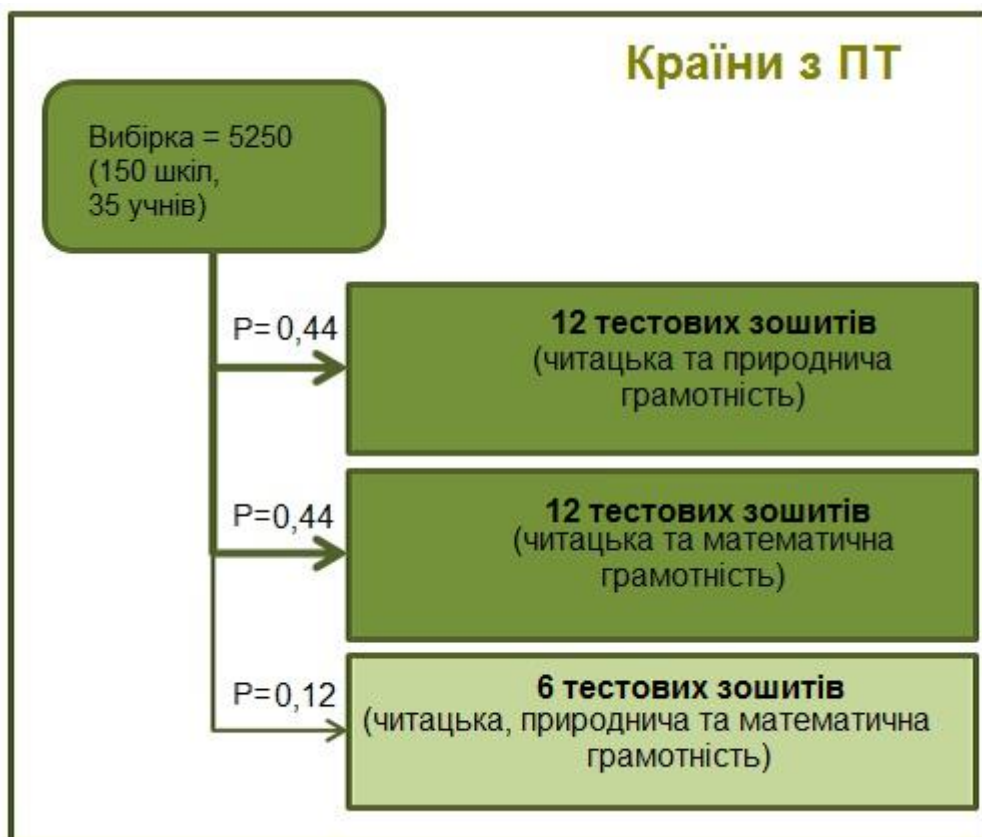 Країни з ПТ
Вибірка = 5250
(150 шкіл,
35 учнів)
P= 0,44
12 тестових зошитів
(читацька та природнича
грамотність)
P=0,44
12 тестових зошитів
(читацька та математична
грамотність)
P=0,12
6 тестових зошитів
(читацька, природнича та математична
грамотність)